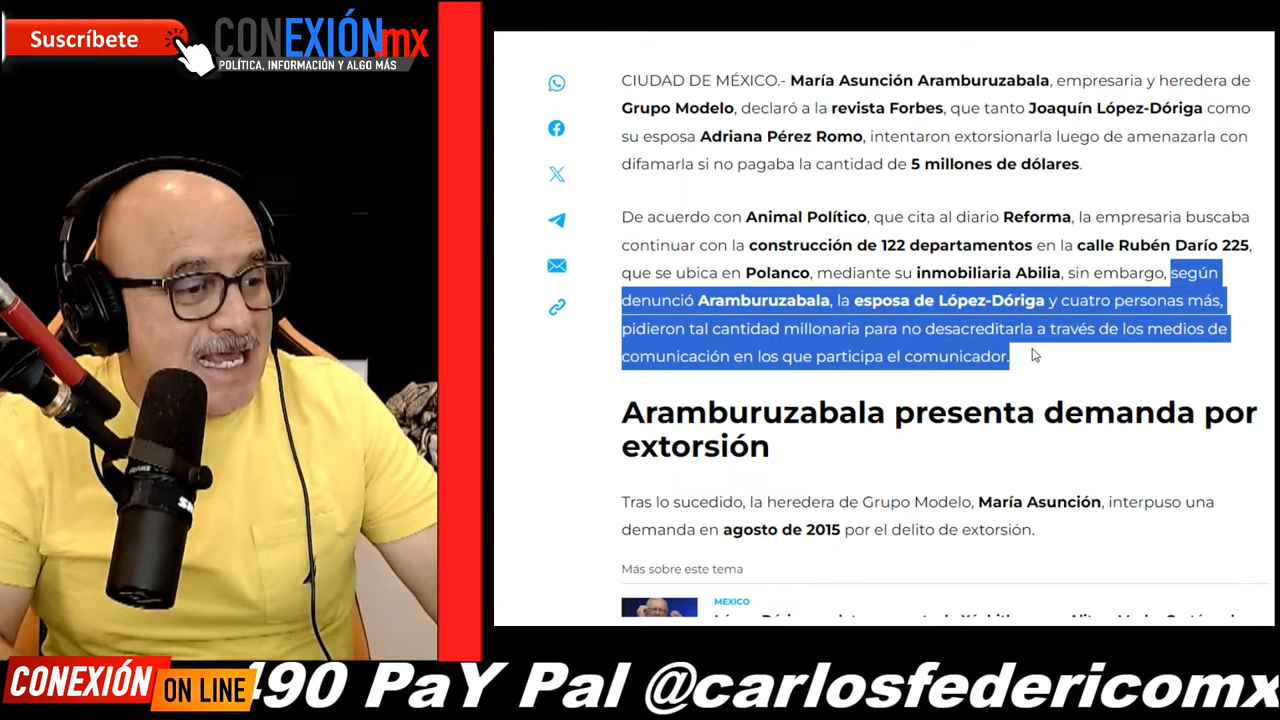 Suscríbete
CONEXIÓN.mx
POLÍTICA, INFORMACIÓN Y ALGO MÁS
CIUDAD DE MÉXICO.- María Asunción Aramburuzabala, empresaria y heredera de
Grupo Modelo, declaró a la revista Forbes, que tanto Joaquín López-Dóriga como
su esposa Adriana Pérez Romo, intentaron extorsionarla luego de amenazarla con
difamarla si no pagaba la cantidad de 5 millones de dólares.
De acuerdo con Animal Político, que cita al diario Reforma, la empresaria buscaba
continuar con la construcción de 122 departamentos en la calle Rubén Darío 225,
que se ubica en Polanco, mediante su inmobiliaria Abilia, sin embargo, según
denunció Aramburuzabala, la esposa de López-Dóriga y cuatro personas más,
pidieron tal cantidad millonaria para no desacreditarla a través de los medios de
comunicación en los que participa el comunicador.
Aramburuzabala presenta demanda por
extorsión
Tras lo sucedido, la heredera de Grupo Modelo, María Asunción, interpuso una
demanda en agosto de 2015 por el delito de extorsión.
Más sobre este tema
MEXICO
CONEXIÓN ON LINE
490 PaY Pal @carlosfedericomx